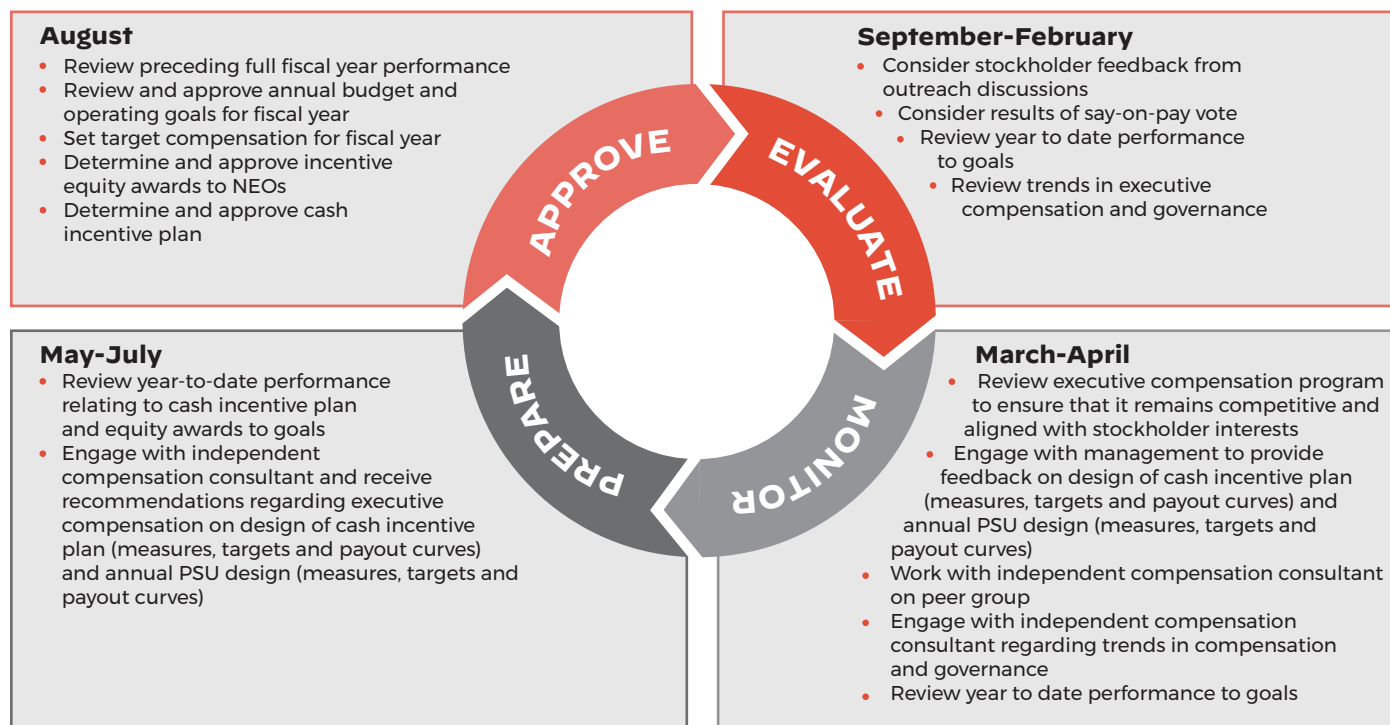 August
• Review preceding full fiscal year performance
• Review and approve annual budget and
operating goals for fiscal year
• Set target compensation for fiscal year
• Determine and approve incentive
equity awards to NEOs
• Determine and approve cash
incentive plan
September-February
• Consider stockholder feedback from
outreach discussions
• Consider results of say-on-pay vote
• Review year to date performance
to goals
• Review trends in executive
compensation and governance
APPROVE
EVALUATE
PREPARE
MONITOR
May-July
• Review year-to-date performance
relating to cash incentive plan
and equity awards to goals
• Engage with independent
compensation consultant and receive
recommendations regarding executive
compensation on design of cash incentive
plan (measures, targets and payout curves)
and annual PSU design (measures, targets and
payout curves)
March-April
• Review executive compensation program
to ensure that it remains competitive and
aligned with stockholder interests
• Engage with management to provide
feedback on design of cash incentive plan
(measures, targets and payout curves) and
annual PSU design (measures, targets and
payout curves)
• Work with independent compensation consultant
on peer group
• Engage with independent compensation
consultant regarding trends in compensation
and governance
• Review year to date performance to goals